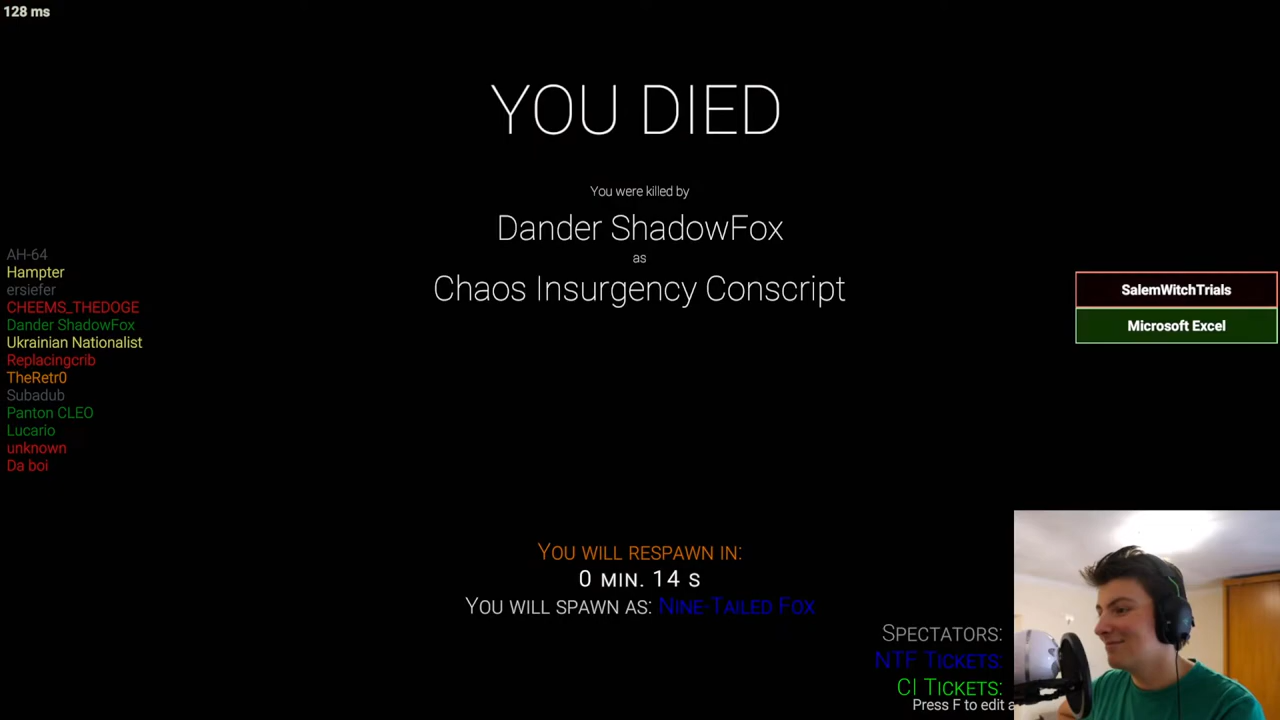 128 ms
YOU DIED
You were killed by
Dander ShadowFox
as
Chaos Insurgency Conscript
AH-64
Hampter
ersiefer
CHEEMS_THEDOGE
Dander ShadowFox
Ukrainian Nationalist
Replacingcrib
TheRetr0
Subadub
Panton CLEO
Lucario
unknown
Da boi
SalemWitchTrials
Microsoft Excel
YOU WILL RESPAWN IN:
0 MIN. 14 S
YOU WILL SPAWN AS: NINE-TAILED FOX
SPECTATORS:
NTF TICKETS:
CI TICKETS:
Press F to edit a